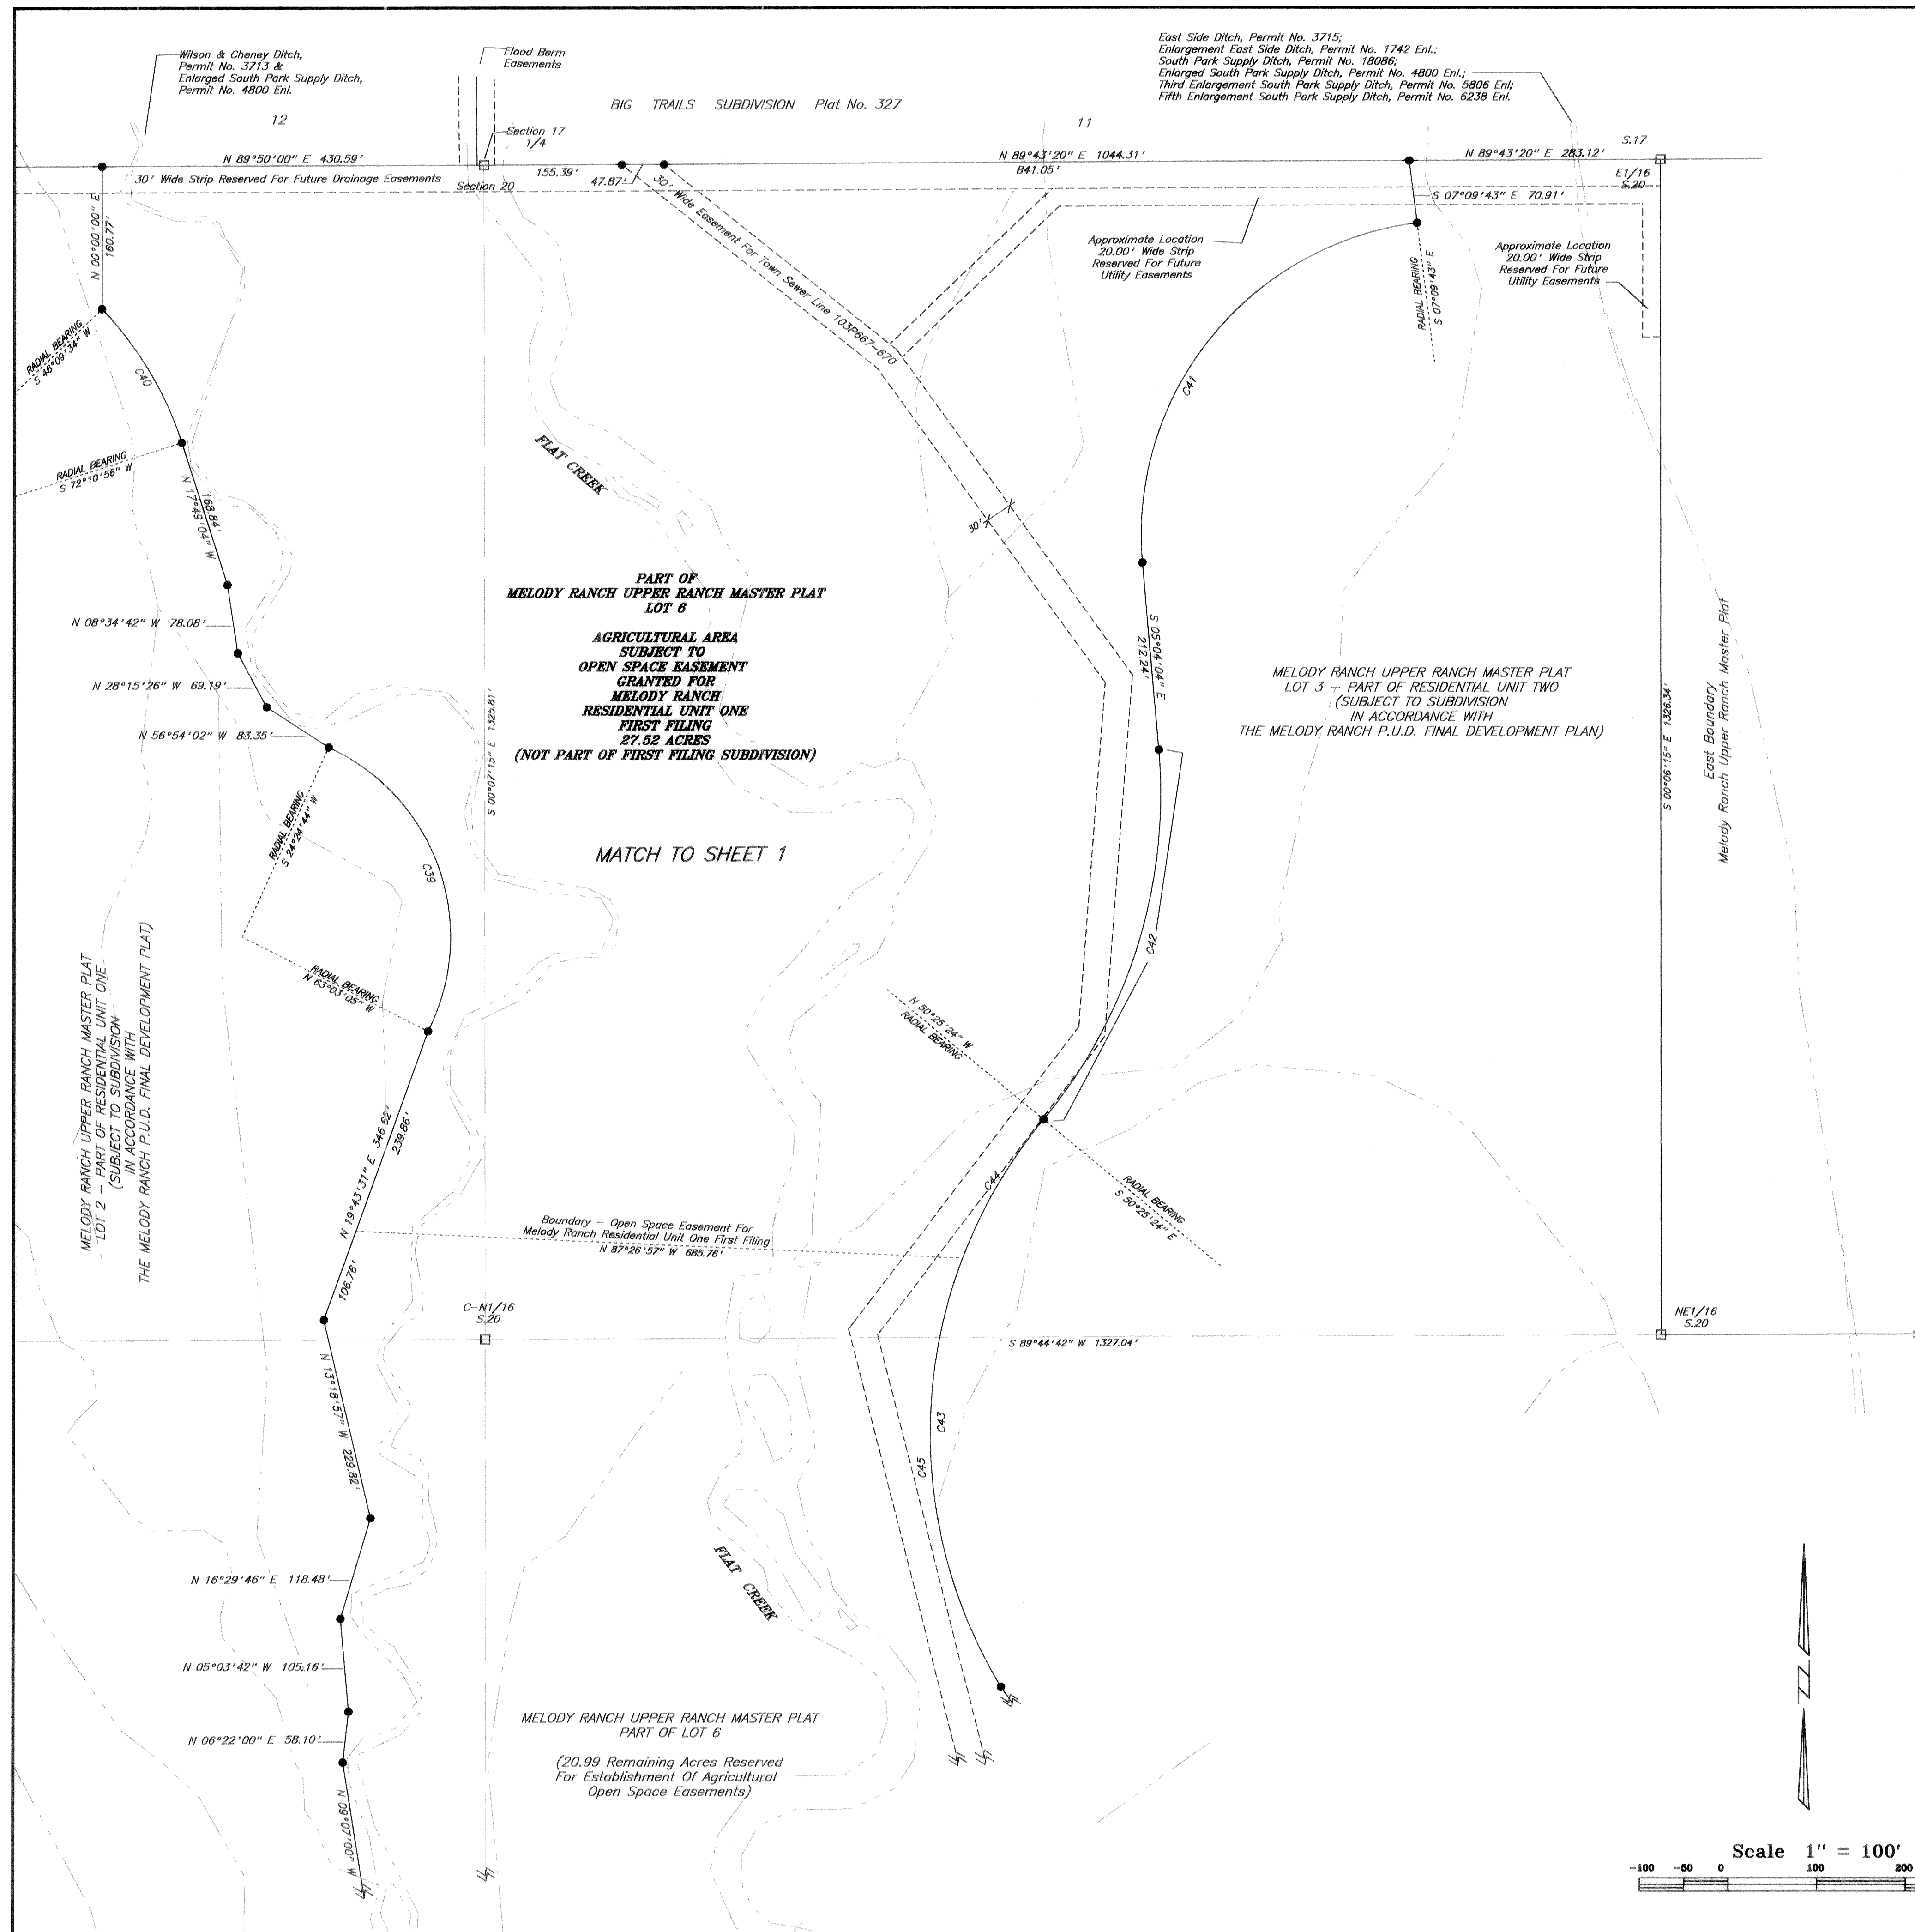 Wilson & Cheney Ditch,
Permit No. 3713 &
Enlarged South Park Supply Ditch,
Permit No. 4800 Enl.
Flood Berm
Easements
East Side Ditch, Permit No. 3715;
Enlargement East Side Ditch, Permit No. 1742 Enl.;
South Park Supply Ditch, Permit No. 18086;
Enlarged South Park Supply Ditch, Permit No. 4800 Enl.;
Third Enlargement South Park Supply Ditch, Permit No. 5806 Enl;
Fifth Enlargement South Park Supply Ditch, Permit No. 6238 Enl.
BIG TRAILS SUBDIVISION Plat No. 327
12
11
Section 17
1/4
S.17
N 89°50'00" E 430.59'
N 89°43'20" E 1044.31'
N 89°43'20" E 283.12'
155.39'
47.87'
841.05'
E1/16
S.20
30' Wide Strip Reserved For Future Drainage Easements
Section 20
S 07°09'43" E 70.91'
N 00°00'00" E
160.77'
30' Wide Easement For Town Sewer Line 103P667-670
Approximate Location
20.00' Wide Strip
Reserved For Future
Utility Easements
RADIAL BEARING
S 07°09'43" E
Approximate Location
20.00' Wide Strip
Reserved For Future
Utility Easements
RADIAL BEARING
S 46°09'34" W
C40
C41
RADIAL BEARING
S 72°10'56" W
FLAT CREEK
168.84'
N 17°49'04" W
30'
PART OF
MELODY RANCH UPPER RANCH MASTER PLAT
LOT 6
AGRICULTURAL AREA
SUBJECT TO
OPEN SPACE EASEMENT
GRANTED FOR
MELODY RANCH
RESIDENTIAL UNIT ONE
FIRST FILING
27.52 ACRES
(NOT PART OF FIRST FILING SUBDIVISION)
N 08°34'42" W 78.08'
N 28°15'26" W 69.19'
N 56°54'02" W 83.35'
S 00°07'15" E 1325.81'
S 05°04'04" E
212.24'
MELODY RANCH UPPER RANCH MASTER PLAT
LOT 3 - PART OF RESIDENTIAL UNIT TWO
(SUBJECT TO SUBDIVISION
IN ACCORDANCE WITH
THE MELODY RANCH P.U.D. FINAL DEVELOPMENT PLAN)
S 00°06'15" E 1326.34'
East Boundary
Melody Ranch Upper Ranch Master Plat
RADIAL BEARING
S 24°24'44" W
MATCH TO SHEET 1
C39
C42
RADIAL BEARING
N 63°03'05" W
N 50°25'24" W
RADIAL BEARING
MELODY RANCH UPPER RANCH MASTER PLAT
LOT 2 - PART OF RESIDENTIAL UNIT ONE
(SUBJECT TO SUBDIVISION
IN ACCORDANCE WITH
THE MELODY RANCH P.U.D. FINAL DEVELOPMENT PLAT)
N 19°43'31" E 346.62'
239.86'
C44
RADIAL BEARING
S 50°25'24" E
Boundary - Open Space Easement For
Melody Ranch Residential Unit One First Filing
N 87°26'57" W 685.76'
106.76'
C-N1/16
S.20
NE1/16
S.20
S 89°44'42" W 1327.04'
N 13°18'57" W 229.82'
C43
C45
FLAT CREEK
N 16°29'46" E 118.48'
N 05°03'42" W 105.16'
N 06°22'00" E 58.10'
MELODY RANCH UPPER RANCH MASTER PLAT
PART OF LOT 6
(20.99 Remaining Acres Reserved
For Establishment Of Agricultural
Open Space Easements)
N 09°07'00" W
N
Scale 1" = 100'
-100 -50 0 100 200